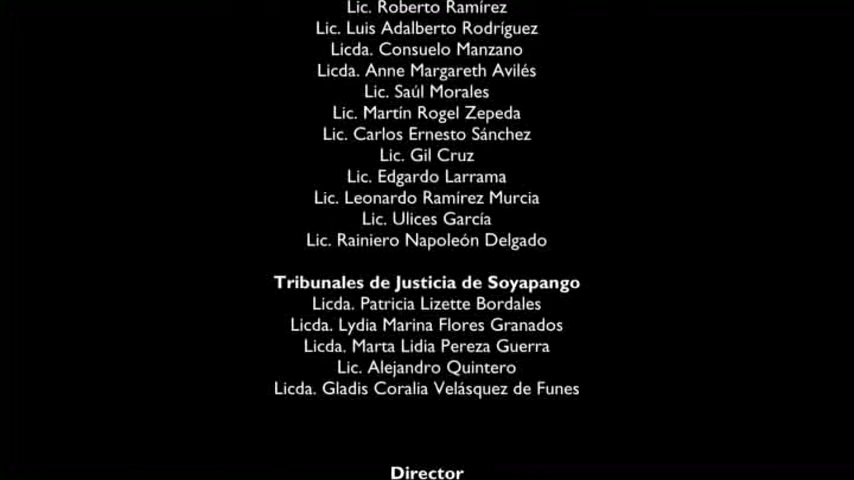 Lic. Roberto Ramírez
Lic. Luis Adalberto Rodríguez
Licda. Consuelo Manzano
Licda. Anne Margareth Avilés
Lic. Saúl Morales
Lic. Martín Rogel Zepeda
Lic. Carlos Ernesto Sánchez
Lic. Gil Cruz
Lic. Edgardo Larrama
Lic. Leonardo Ramírez Murcia
Lic. Ulices García
Lic. Rainiero Napoleón Delgado
Tribunales de Justicia de Soyapango
Licda. Patricia Lizette Bordales
Licda. Lydia Marina Flores Granados
Licda. Marta Lidia Pereza Guerra
Lic. Alejandro Quintero
Licda. Gladis Coralia Velásquez de Funes
Director